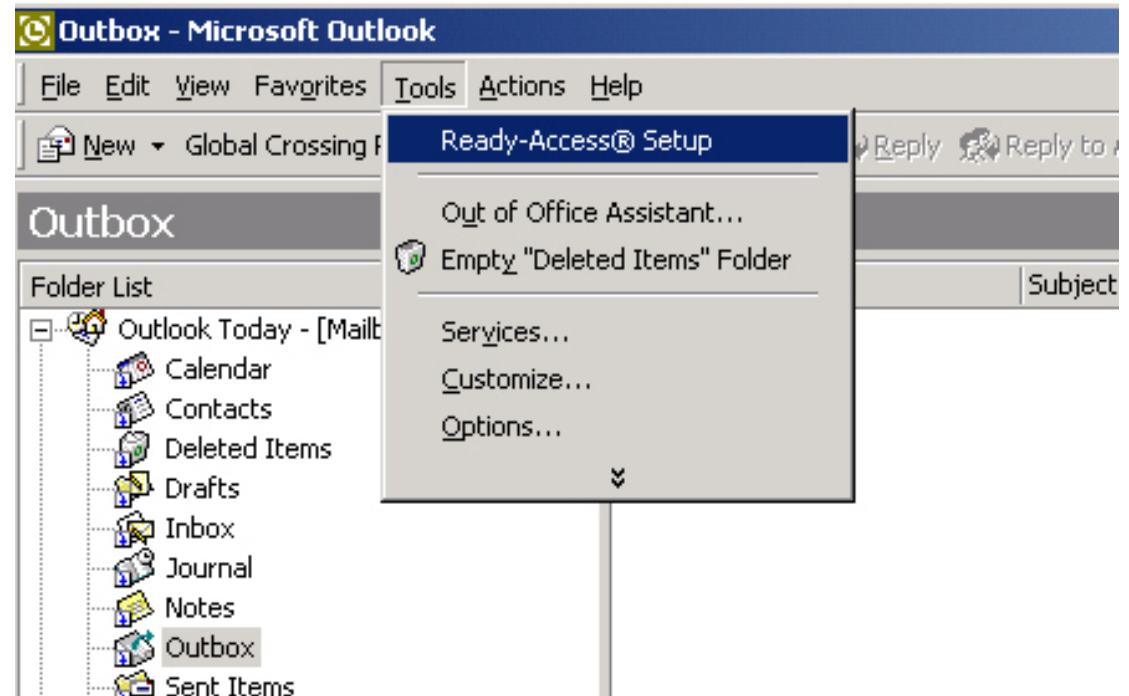 Outbox - Microsoft Outlook
File Edit View Favorites Tools Actions Help
New Global Crossing
Reply Reply to
Ready-Access® Setup
Out of Office Assistant...
Empty "Deleted Items" Folder
Services...
Customize...
Options...
Outbox
Folder List
Subject
Outlook Today - [Mailb
Calendar
Contacts
Deleted Items
Drafts
Inbox
Journal
Notes
Outbox
Sent Items